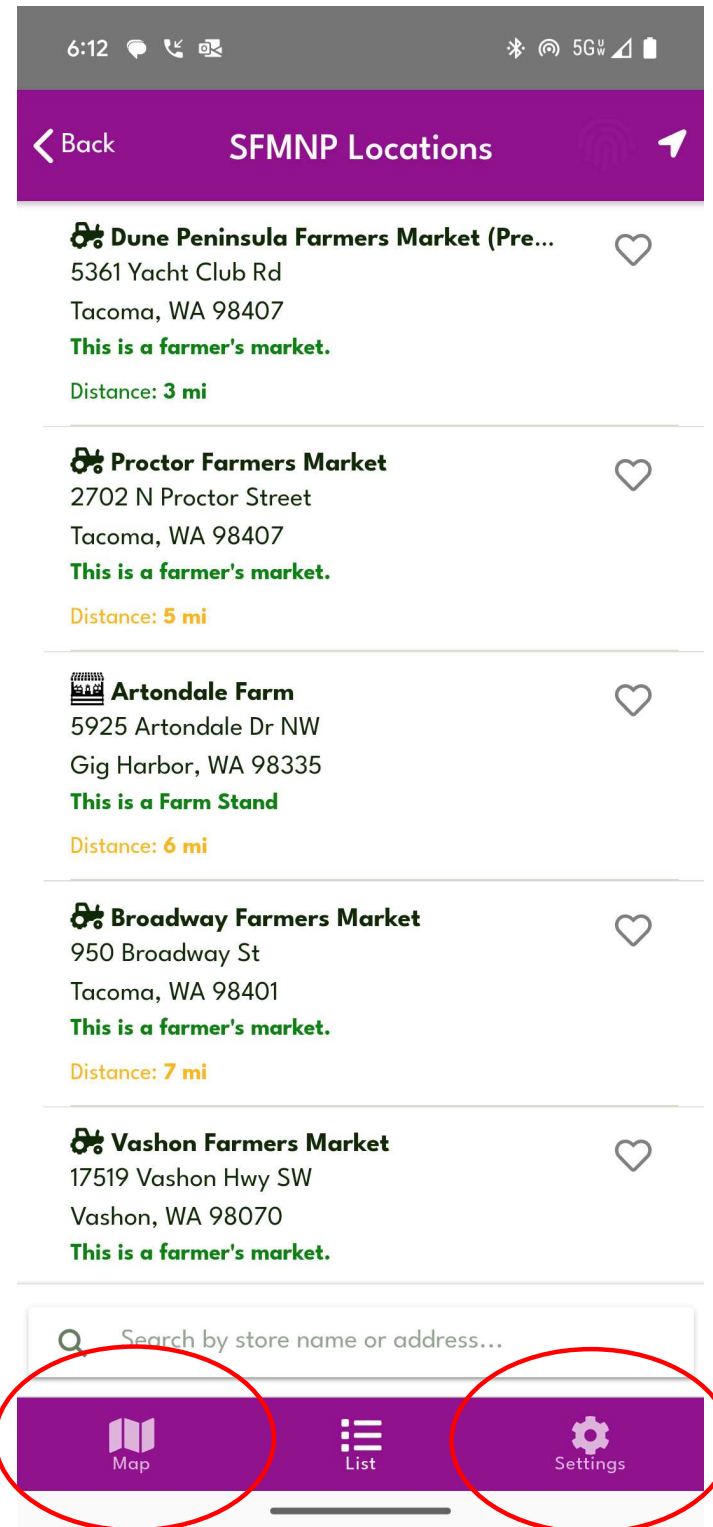 6:12
5G UW
Back
SFMNP Locations
Dune Peninsula Farmers Market (Pre...
5361 Yacht Club Rd
Tacoma, WA 98407
This is a farmer's market.
Distance: 3 mi
Proctor Farmers Market
2702 N Proctor Street
Tacoma, WA 98407
This is a farmer's market.
Distance: 5 mi
Artondale Farm
5925 Artondale Dr NW
Gig Harbor, WA 98335
This is a Farm Stand
Distance: 6 mi
Broadway Farmers Market
950 Broadway St
Tacoma, WA 98401
This is a farmer's market.
Distance: 7 mi
Vashon Farmers Market
17519 Vashon Hwy SW
Vashon, WA 98070
This is a farmer's market.
Search by store name or address...
Map
List
Settings